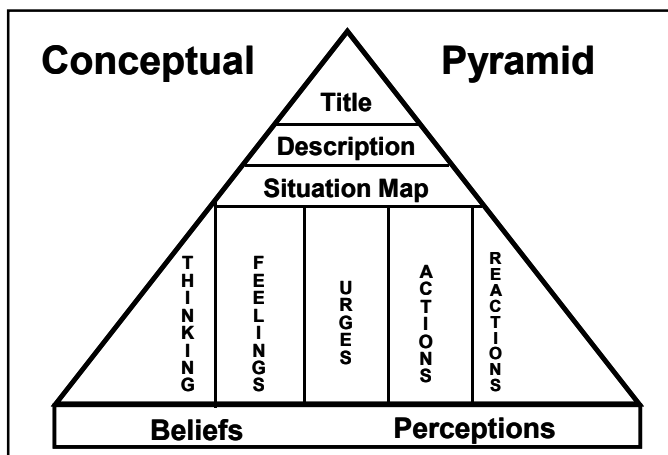 Conceptual Pyramid
Title
Description
Situation Map
THINKING
FEELINGS
URGES
ACTIONS
REACTIONS
Beliefs Perceptions